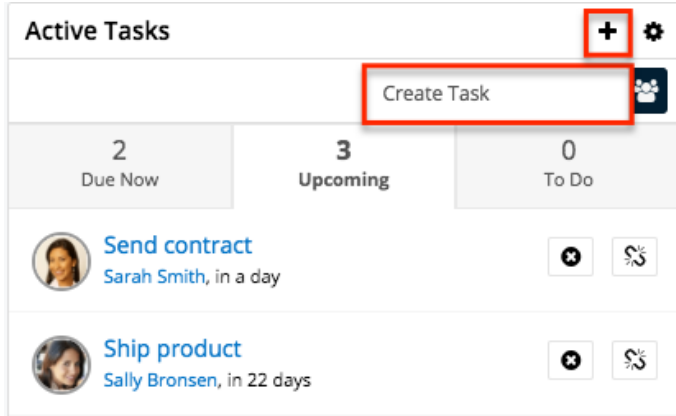 Active Tasks
Create Task
2
Due Now
3
Upcoming
0
To Do
Send contract
Sarah Smith, in a day
Ship product
Sally Bronsen, in 22 days